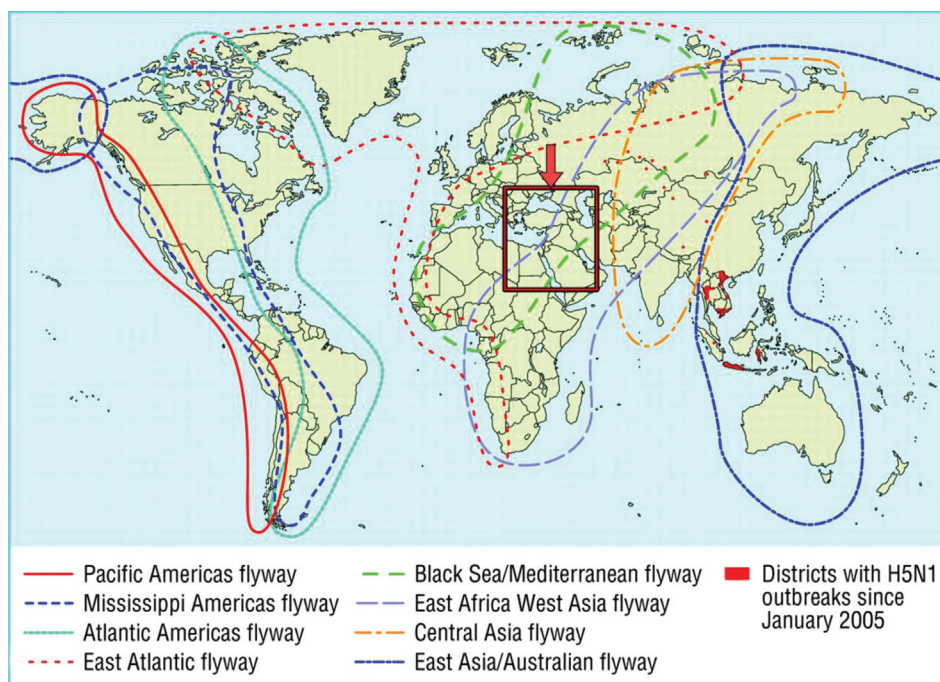 Pacific Americas flyway
Mississippi Americas flyway
Atlantic Americas flyway
East Atlantic flyway
Black Sea/Mediterranean flyway
East Africa West Asia flyway
Central Asia flyway
East Asia/Australian flyway
Districts with H5N1
outbreaks since
January 2005